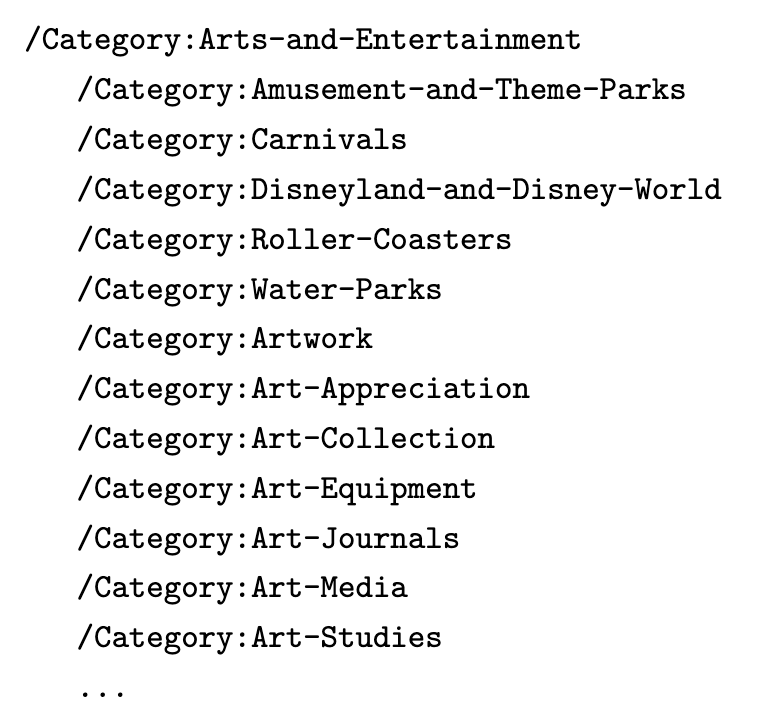 /Category:Arts-and-Entertainment
/Category:Amusement-and-Theme-Parks
/Category:Carnivals
/Category:Disneyland-and-Disney-World
/Category:Roller-Coasters
/Category:Water-Parks
/Category:Artwork
/Category:Art-Appreciation
/Category:Art-Collection
/Category:Art-Equipment
/Category:Art-Journals
/Category:Art-Media
/Category:Art-Studies
...